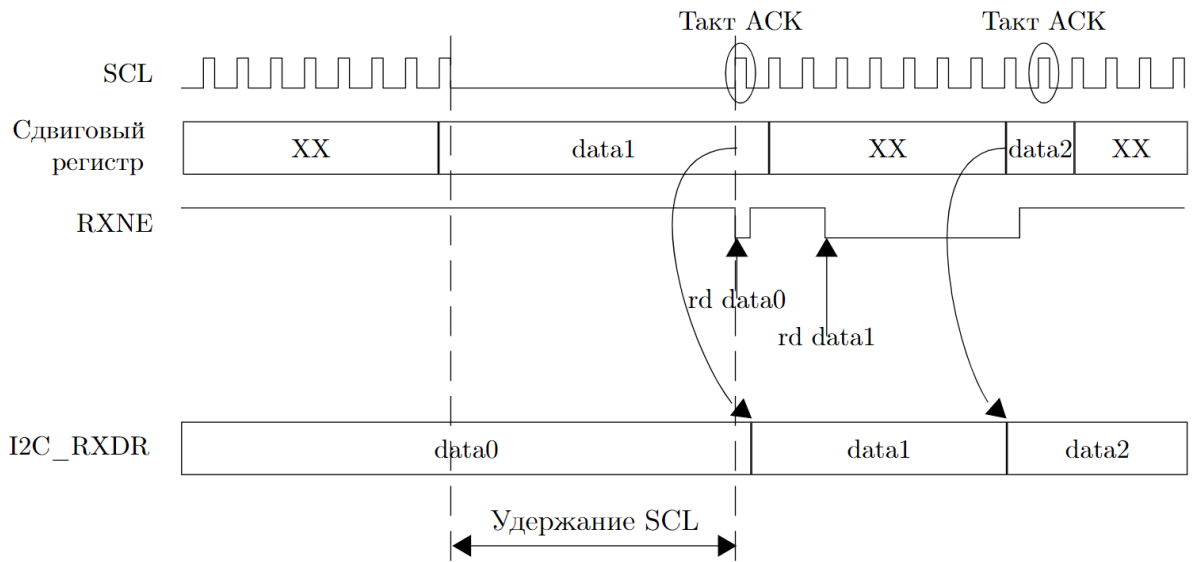 Такт ACK
Такт ACK
SCL
Сдвиговый
регистр
XX
data1
XX
data2
XX
RXNE
rd data0
rd data1
I2C_RXDR
data0
data1
data2
Удержание SCL